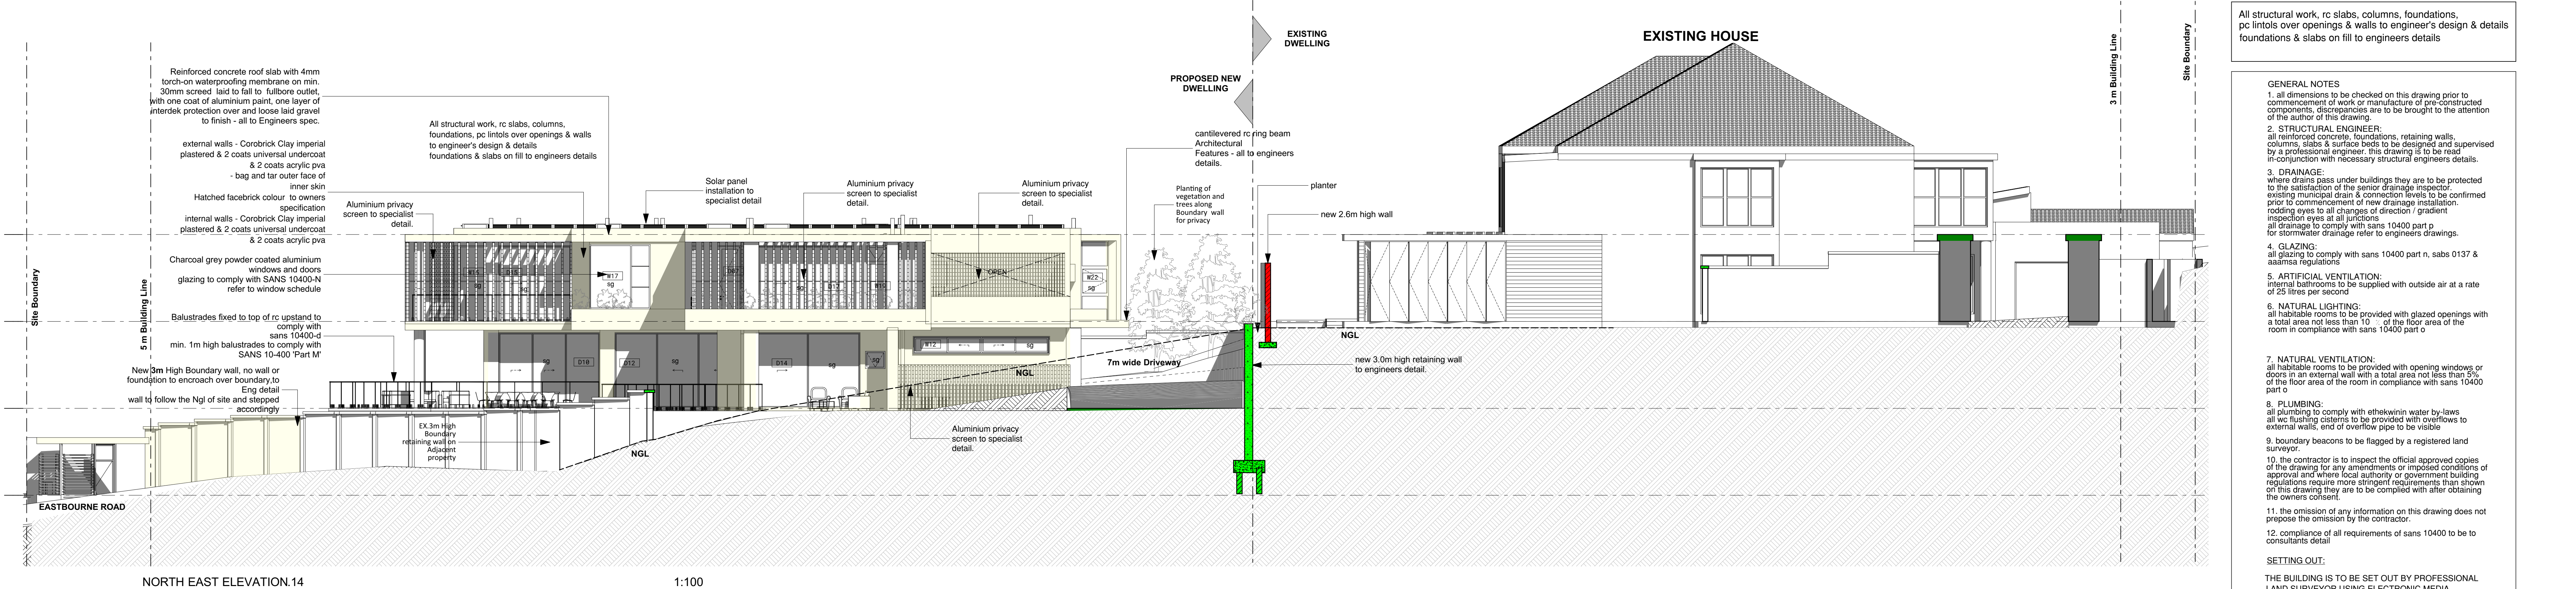 Site Boundary
5 m Building Line
Reinforced concrete roof slab with 4mm
torch-on waterproofing membrane on min.
30mm screed laid to fall to fullbore outlet,
with one coat of aluminium paint, one layer of
interdek protection over and loose laid gravel
to finish - all to Engineers spec.
external walls - Corobrick Clay imperial
plastered & 2 coats universal undercoat
& 2 coats acrylic pva
- bag and tar outer face of
inner skin
Hatched facebrick colour to owners
specification
internal walls - Corobrick Clay imperial
plastered & 2 coats acrylic pva
& 2 coats acrylic pva
Charcoal grey powder coated aluminium
windows and doors
glazing to comply with SANS 10400-N
refer to window schedule
Balustrades fixed to top of rc upstand to
comply with
sans 10400-d
min. 1m high balustrades to comply with
SANS 10-400 'Part M'
New 3m High Boundary wall, no wall or
foundation to encroach over boundary,to
Eng detail
wall to follow the Ngl of site and stepped
accordingly
All structural work, rc slabs, columns,
foundations, pc lintols over openings & walls
to engineer's design & details
foundations & slabs on fill to engineers details
Aluminium privacy
screen to specialist
detail.
Solar panel
installation to
specialist detail
Aluminium privacy
screen to specialist
detail.
Aluminium privacy
screen to specialist
detail.
Planting of
vegetation and
trees along
Boundary wall
for privacy
cantilevered rc ring beam
Architectural
Features - all to engineers
details.
PROPOSED NEW
DWELLING
EXISTING
DWELLING
EXISTING HOUSE
planter
new 2.6m high wall
new 3.0m high retaining wall
to engineers detail.
W15
D15
sg
sg
W17
sg
D07
sg
D17
W19
sg
OPEN
W22
sg
sg
D10
D12
sg
D14
sg
sg
W12
sg
NGL
7m wide Driveway
NGL
EX.3m High
Boundary
retaining wall on
Adjacent
property
NGL
Aluminium privacy
screen to specialist
detail.
EASTBOURNE ROAD
NORTH EAST ELEVATION.14
1:100
3 m Building Line
Site Boundary
All structural work, rc slabs, columns, foundations,
pc lintols over openings & walls to engineer's design & details
foundations & slabs on fill to engineers details
GENERAL NOTES
1. all dimensions to be checked on this drawing prior to
commencement of work or manufacture of pre-constructed
components, discrepancies are to be brought to the attention
of the author of this drawing.
2. STRUCTURAL ENGINEER:
all reinforced concrete, foundations, retaining walls,
columns, slabs & surface beds to be designed and supervised
by a professional engineer. this drawing is to be read
in-conjunction with necessary structural engineers details.
3. DRAINAGE:
where drains pass under buildings they are to be protected
to the satisfaction of the senior drainage inspector.
existing municipal drain & connection levels to be confirmed
prior to commencement of new drainage installation.
rodding eyes to all changes of direction / gradient
inspection eyes at all junctions
all drainage to comply with sans 10400 part p
for stormwater drainage refer to engineers drawings.
4. GLAZING:
all glazing to comply with sans 10400 part n, sabs 0137 &
aaamsa regulations
5. ARTIFICIAL VENTILATION:
internal bathrooms to be supplied with outside air at a rate
of 25 litres per second
6. NATURAL LIGHTING:
all habitable rooms to be provided with glazed openings with
a total area not less than 10 of the floor area of the
room in compliance with sans 10400 part o
7. NATURAL VENTILATION:
all habitable rooms to be provided with opening windows or
doors in an external wall with a total area not less than 5%
of the floor area of the room in compliance with sans 10400
part o
8. PLUMBING:
all plumbing to comply with ethekwinin water by-laws
all wc flushing cisterns to be provided with overflows to
external walls, end of overflow pipe to be visible
9. boundary beacons to be flagged by a registered land
surveyor.
10. the contractor is to inspect the official approved copies
of the drawing for any amendments or imposed conditions of
approval and where local authority or government building
regulations require more stringent requirements than shown
on this drawing they are to be complied with after obtaining
the owners consent.
11. the omission of any information on this drawing does not
prepose the omission by the contractor.
12. compliance of all requirements of sans 10400 to be to
consultants detail
SETTING OUT:
THE BUILDING IS TO BE SET OUT BY PROFESSIONAL
LAND SURVEYOR USING ELECTRONIC MEDIA